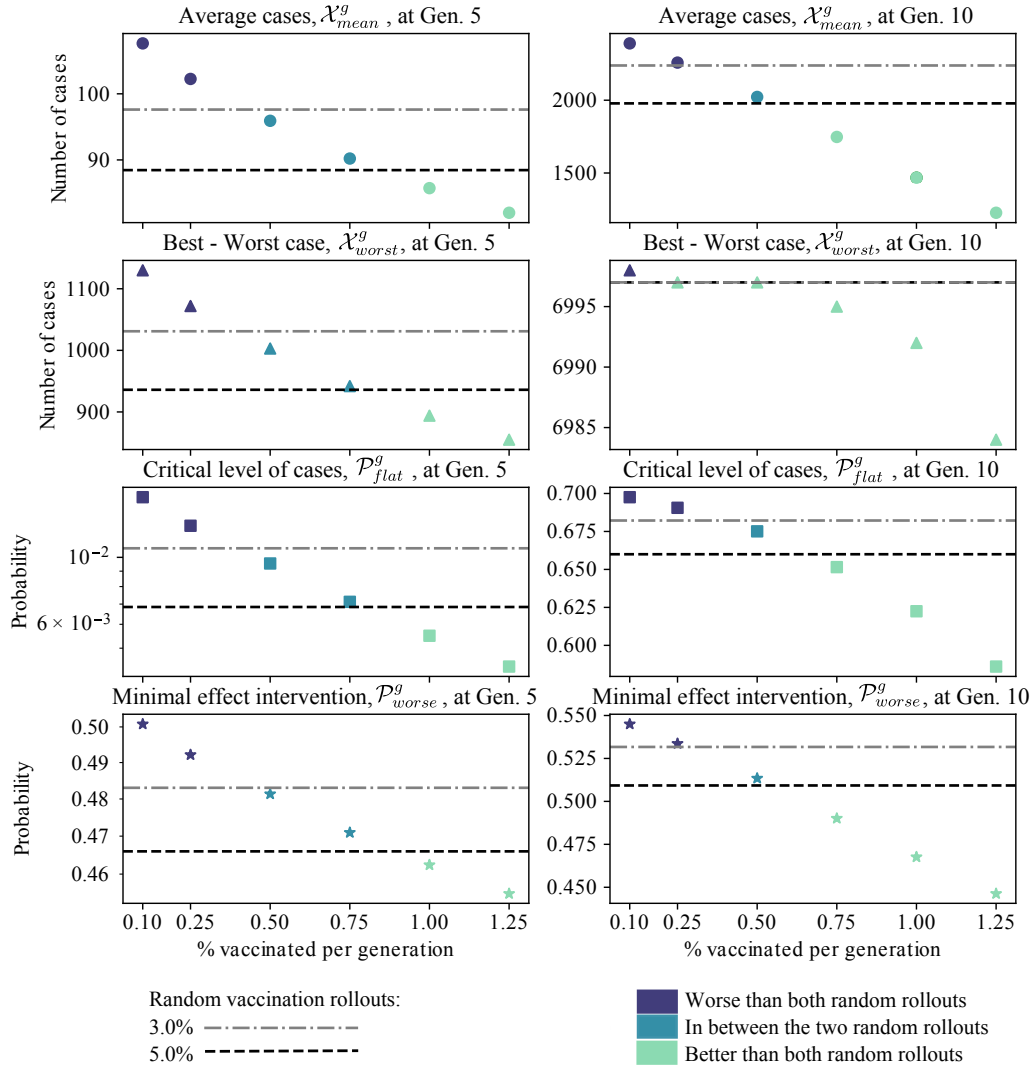 Average cases, 𝒳^g_mean , at Gen. 5
Number of cases
100
90
Average cases, 𝒳^g_mean , at Gen. 10
2000
1500
Best - Worst case, 𝒳^g_worst, at Gen. 5
Number of cases
1100
1000
900
Best - Worst case, 𝒳^g_worst, at Gen. 10
6995
6990
6985
Critical level of cases, 𝒫^g_flat , at Gen. 5
Probability
10^−2
6 × 10^−3
Critical level of cases, 𝒫^g_flat , at Gen. 10
0.700
0.675
0.650
0.625
0.600
Minimal effect intervention, 𝒫^g_worse, at Gen. 5
Probability
0.50
0.49
0.48
0.47
0.46
0.10 0.25 0.50 0.75 1.00 1.25
% vaccinated per generation
Minimal effect intervention, 𝒫^g_worse, at Gen. 10
0.550
0.525
0.500
0.475
0.450
0.10 0.25 0.50 0.75 1.00 1.25
% vaccinated per generation
Random vaccination rollouts:
3.0%
5.0%
Worse than both random rollouts
In between the two random rollouts
Better than both random rollouts